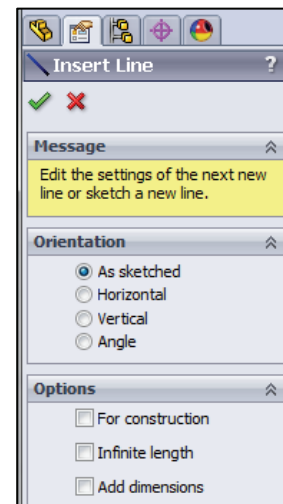 Insert Line
?
Message
Edit the settings of the next new
line or sketch a new line.
Orientation
As sketched
Horizontal
Vertical
Angle
Options
For construction
Infinite length
Add dimensions